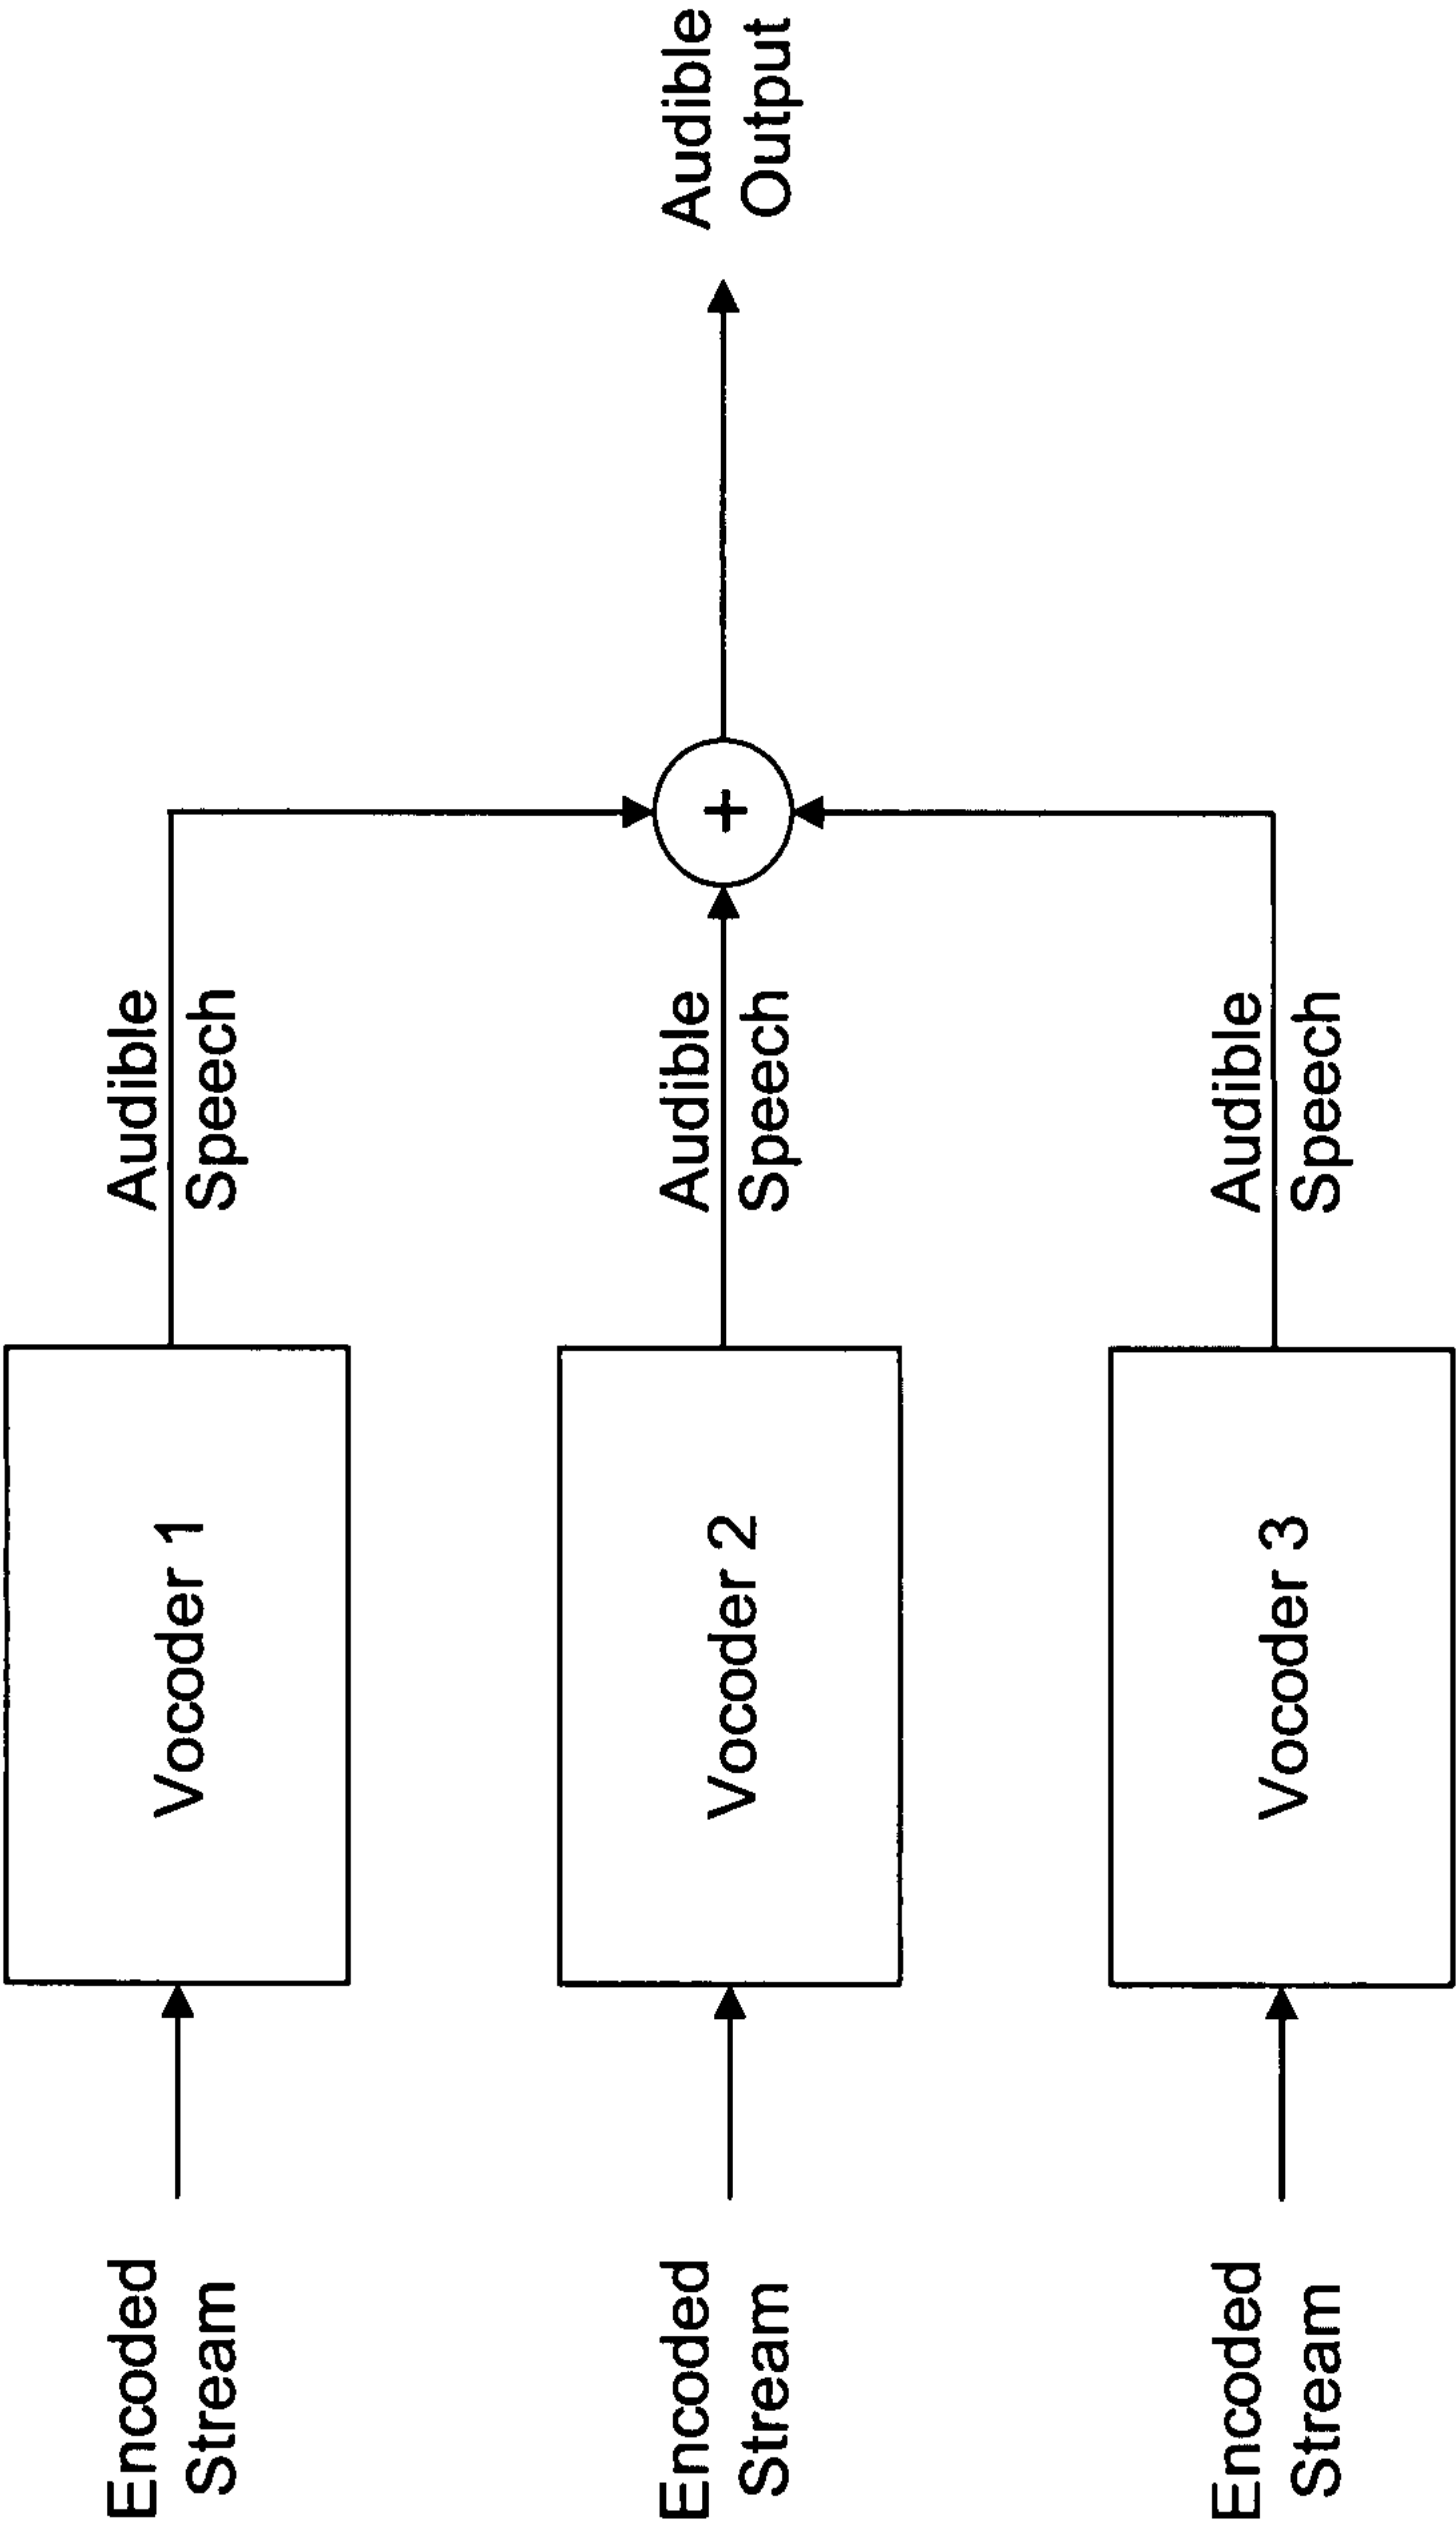 Encoded
Stream
Vocoder 1
Audible
Speech
Encoded
Stream
Vocoder 2
Audible
Speech
+
Audible
Output
Encoded
Stream
Vocoder 3
Audible
Speech